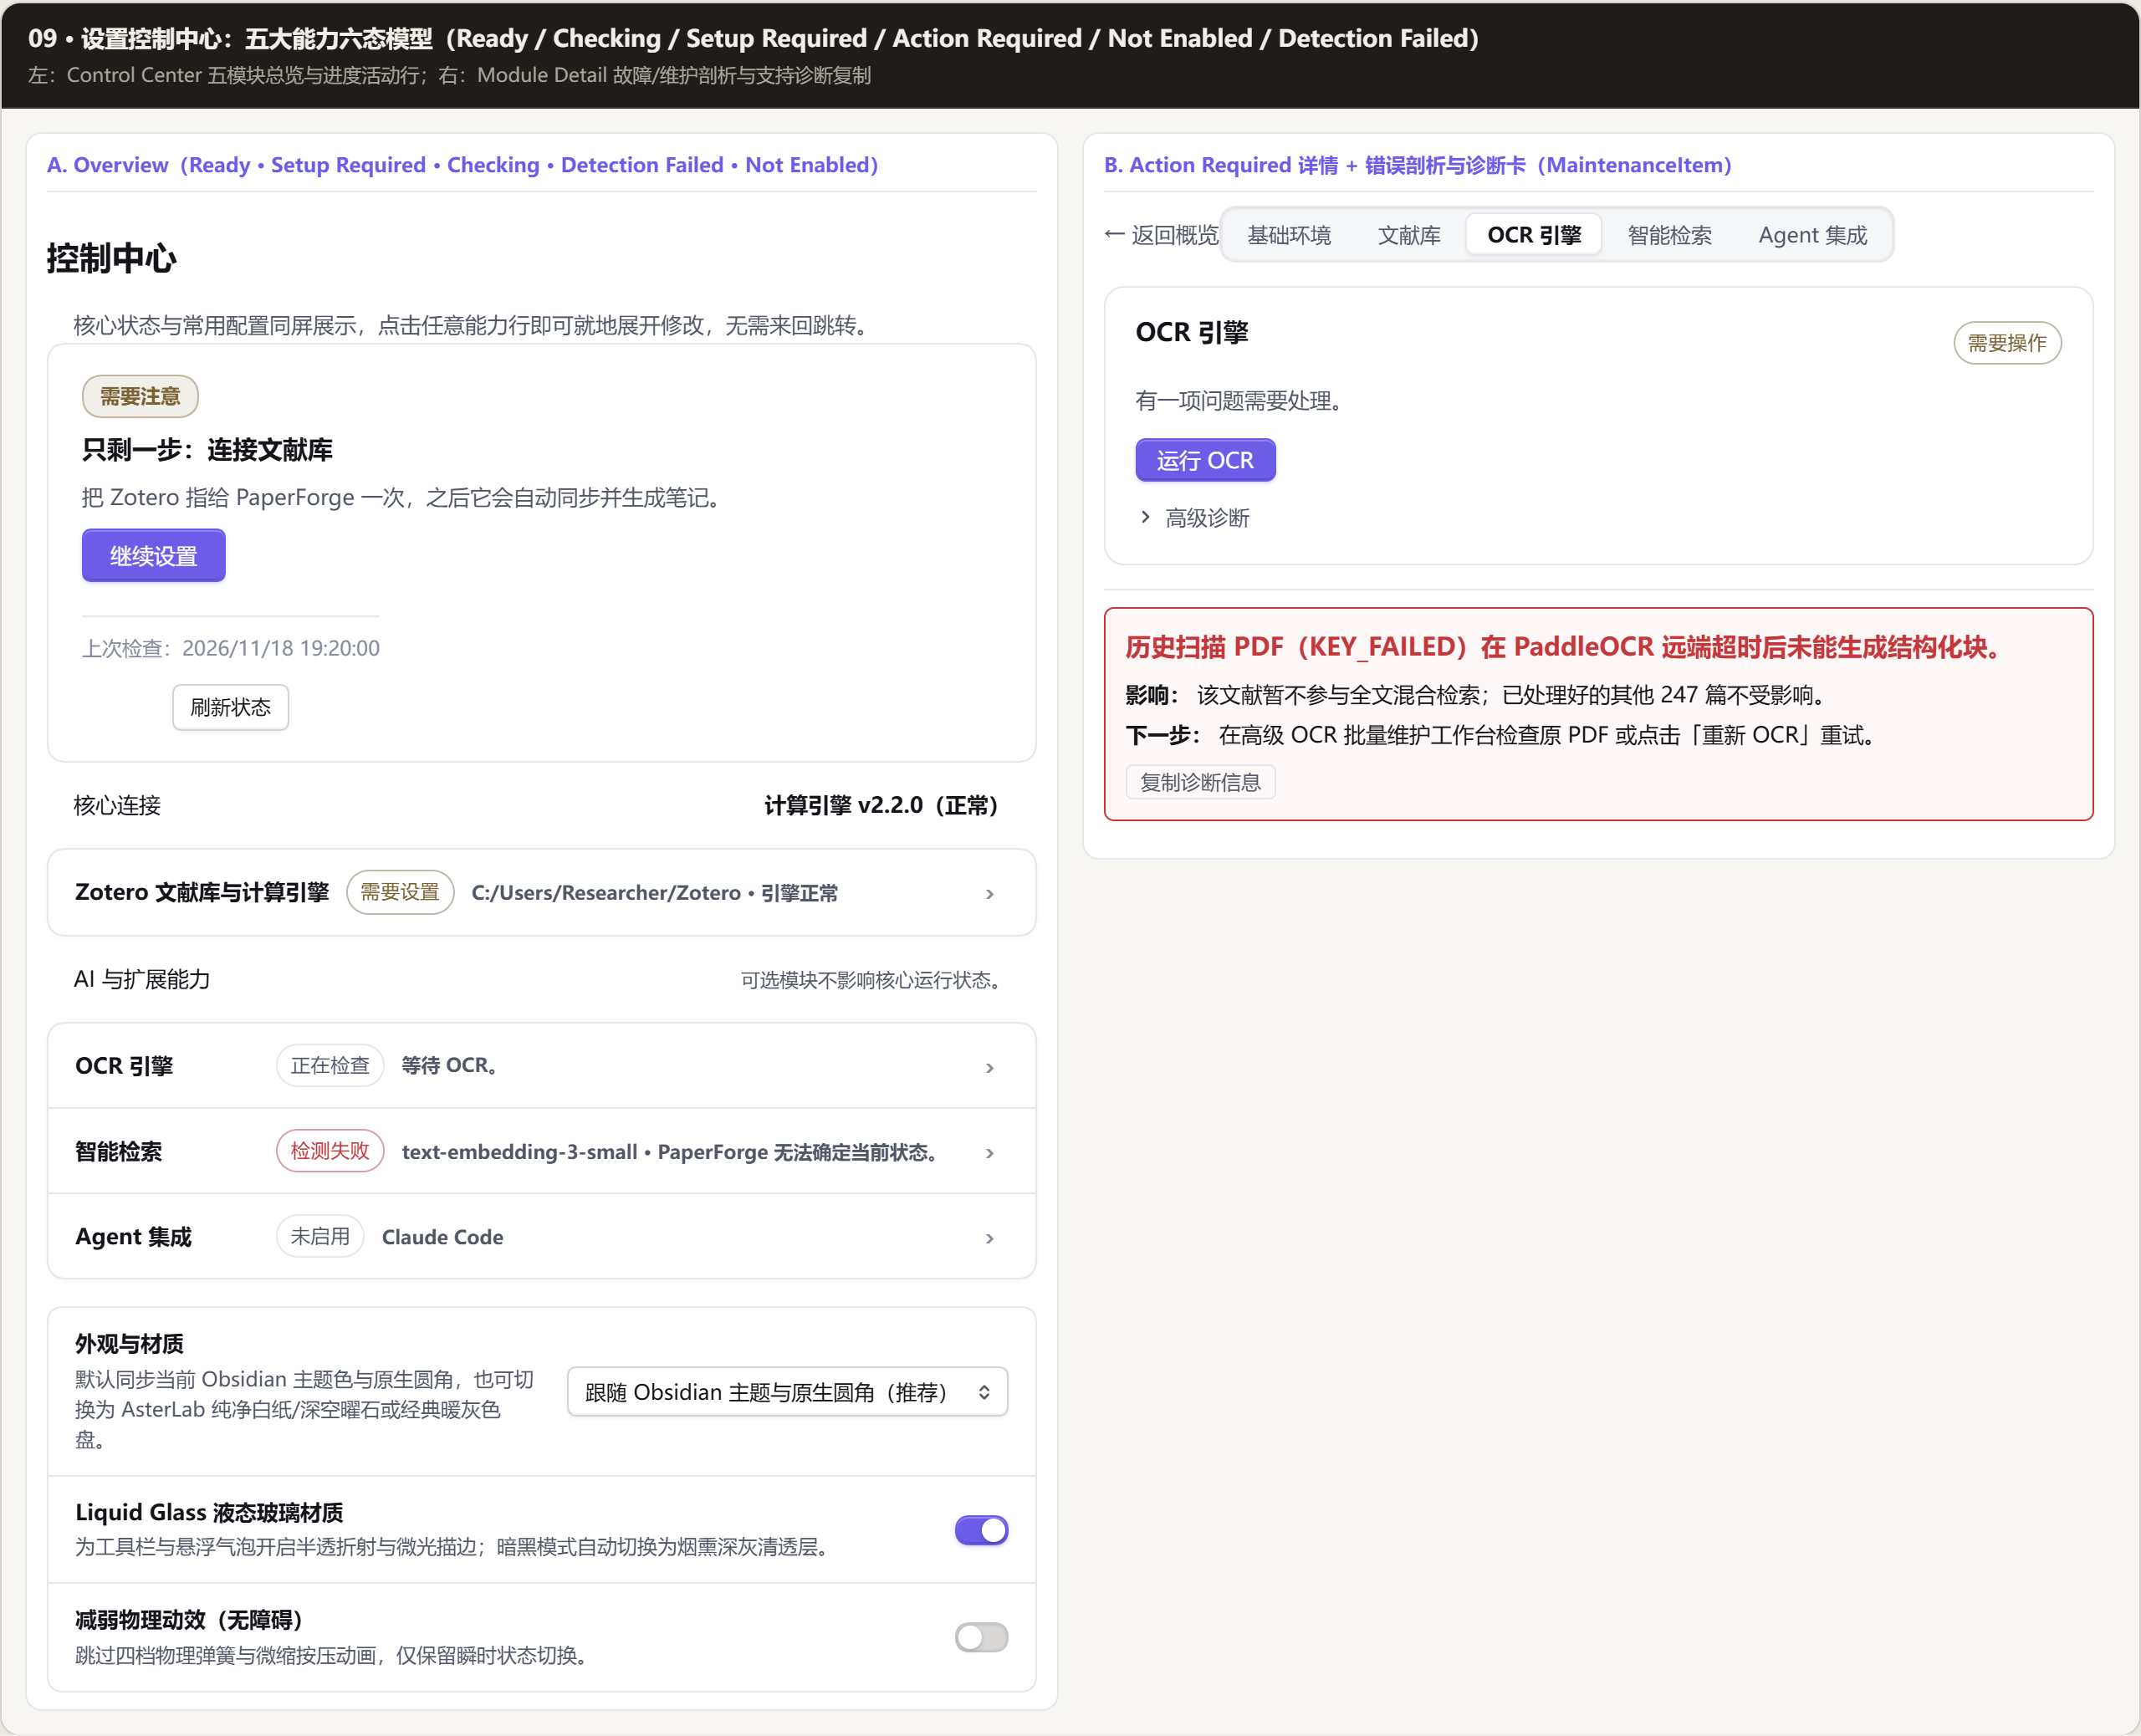 09 • 设置控制中心：五大能力六态模型（Ready / Checking / Setup Required / Action Required / Not Enabled / Detection Failed）
左：Control Center 五模块总览与进度活动行；右：Module Detail 故障/维护剖析与支持诊断复制
A. Overview（Ready • Setup Required • Checking • Detection Failed • Not Enabled）
控制中心
核心状态与常用配置同屏展示，点击任意能力行即可就地展开修改，无需来回跳转。
需要注意
只剩一步：连接文献库
把 Zotero 指给 PaperForge 一次，之后它会自动同步并生成笔记。
继续设置
上次检查：2026/11/18 19:20:00
刷新状态
核心连接
计算引擎 v2.2.0（正常）
Zotero 文献库与计算引擎
需要设置
C:/Users/Researcher/Zotero • 引擎正常
AI 与扩展能力
可选模块不影响核心运行状态。
OCR 引擎
正在检查
等待 OCR。
智能检索
检测失败
text-embedding-3-small • PaperForge 无法确定当前状态。
Agent 集成
未启用
Claude Code
外观与材质
默认同步当前 Obsidian 主题色与原生圆角，也可切
换为 AsterLab 纯净白纸/深空曜石或经典暖灰色
盘。
跟随 Obsidian 主题与原生圆角（推荐）
Liquid Glass 液态玻璃材质
为工具栏与悬浮气泡开启半透折射与微光描边；暗黑模式自动切换为烟熏深灰清透层。
减弱物理动效（无障碍）
跳过四档物理弹簧与微缩按压动画，仅保留瞬时状态切换。
B. Action Required 详情 + 错误剖析与诊断卡（MaintenanceItem）
← 返回概览
基础环境
文献库
OCR 引擎
智能检索
Agent 集成
OCR 引擎
需要操作
有一项问题需要处理。
运行 OCR
高级诊断
历史扫描 PDF（KEY_FAILED）在 PaddleOCR 远端超时后未能生成结构化块。
影响： 该文献暂不参与全文混合检索；已处理好的其他 247 篇不受影响。
下一步： 在高级 OCR 批量维护工作台检查原 PDF 或点击「重新 OCR」重试。
复制诊断信息